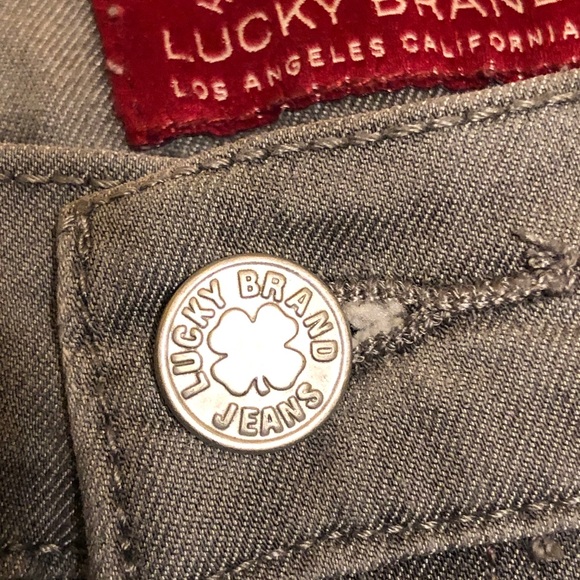 LUCKY BRAND
LOS ANGELES CALIFORNIA
LUCKY BRAND
JEANS